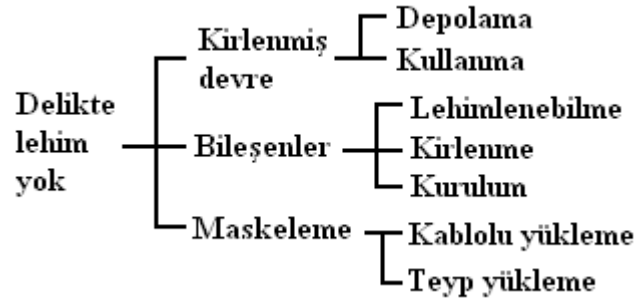 Delikte
lehim
yok
Kirlenmiş
devre
Depolama
Kullanma
Bileşenler
Lehimlenebilme
Kirlenme
Kurulum
Maskeleme
Kablolu yükleme
Teyp yükleme